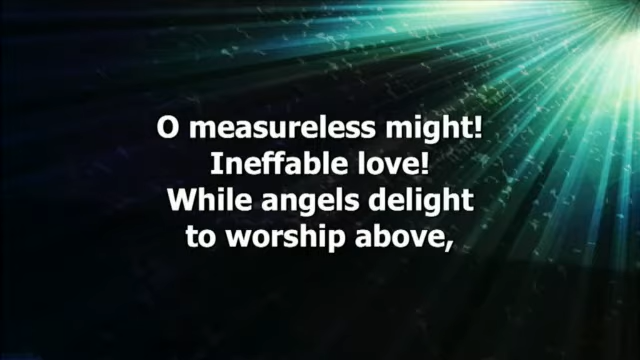 O measureless might!
Ineffable love!
While angels delight
to worship above,